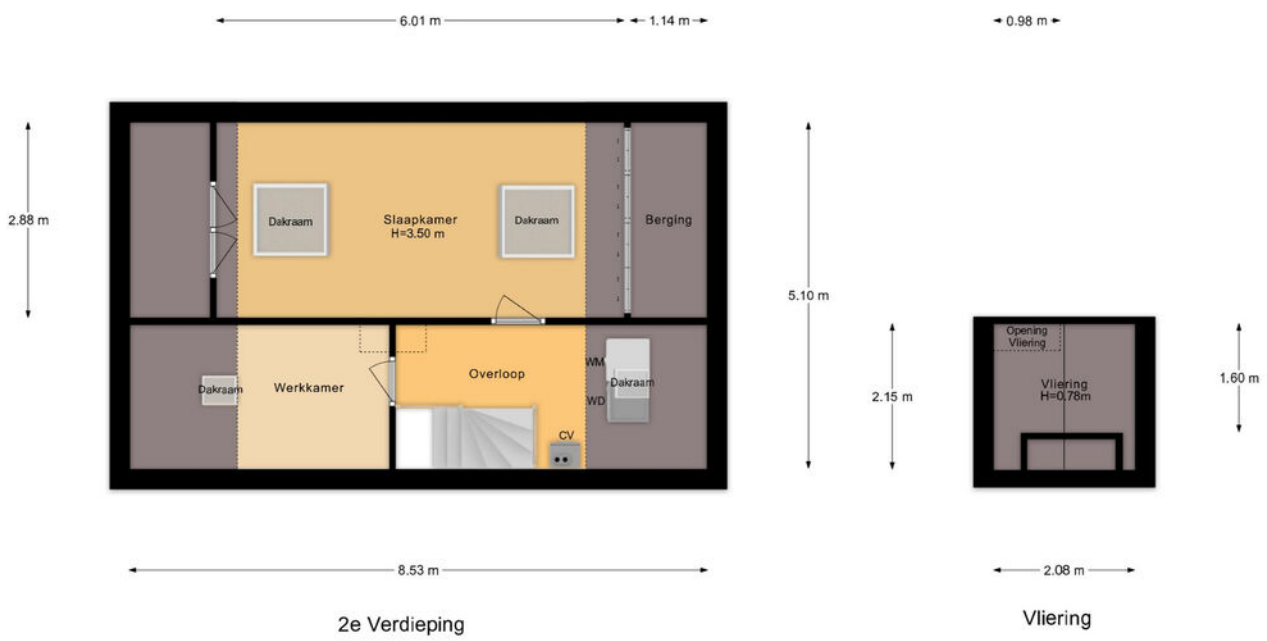 6.01 m
1.14 m
0.98 m
2.88 m
Dakraam
Slaapkamer
H=3.50 m
Dakraam
Berging
5.10 m
Opening
Vliering
WM
Dakraam
Werkkamer
Overloop
Dakraam
WD
Vliering
H=0.78m
1.60 m
2.15 m
CV
8.53 m
2.08 m
2e Verdieping
Vliering